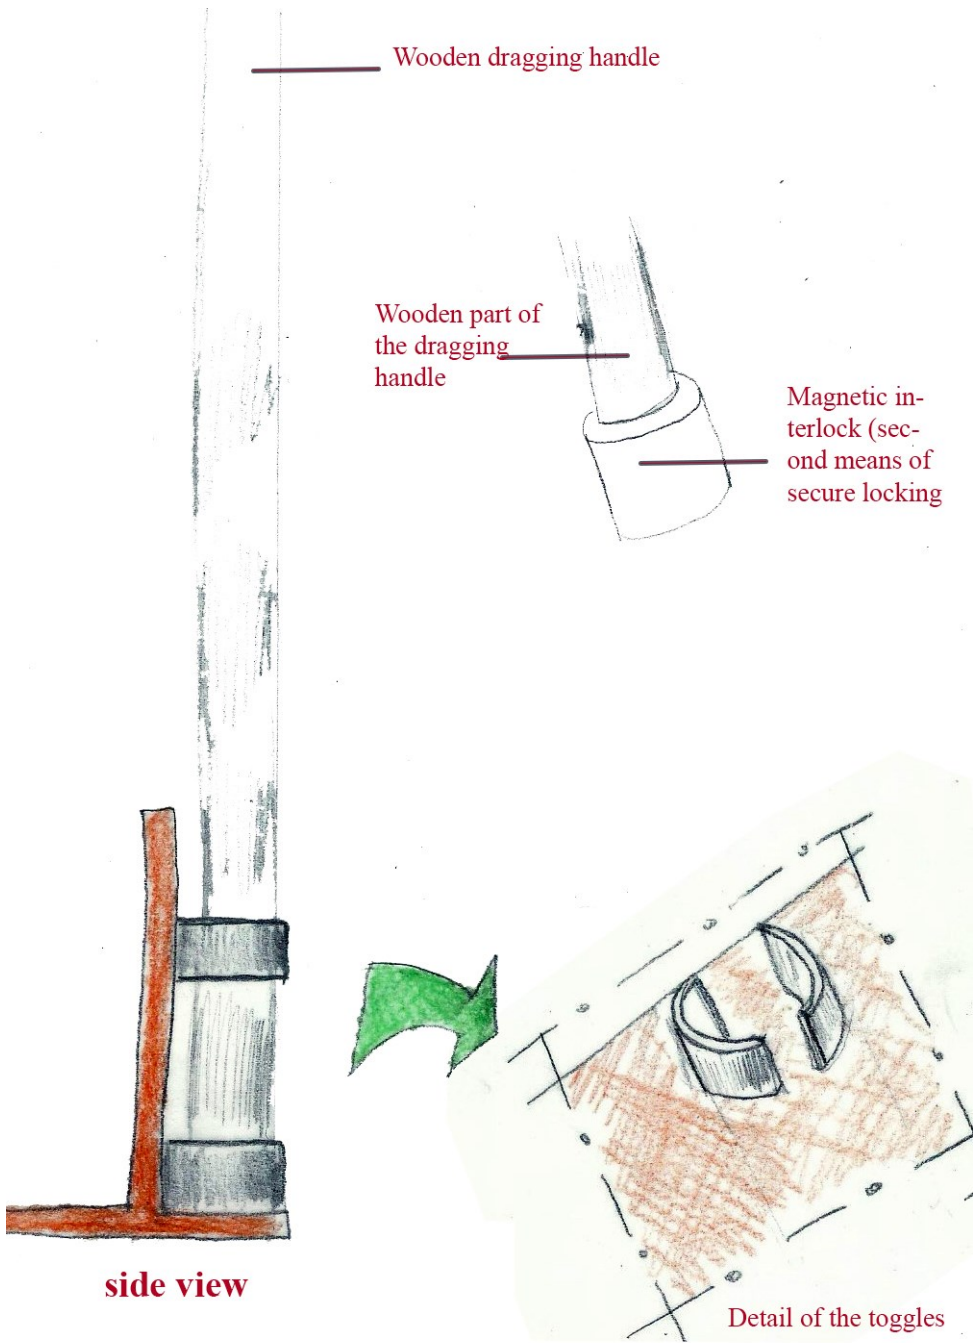 Wooden dragging handle
Wooden part of
the dragging
handle
Magnetic in-
terlock (sec-
ond means of
secure locking
side view
Detail of the toggles